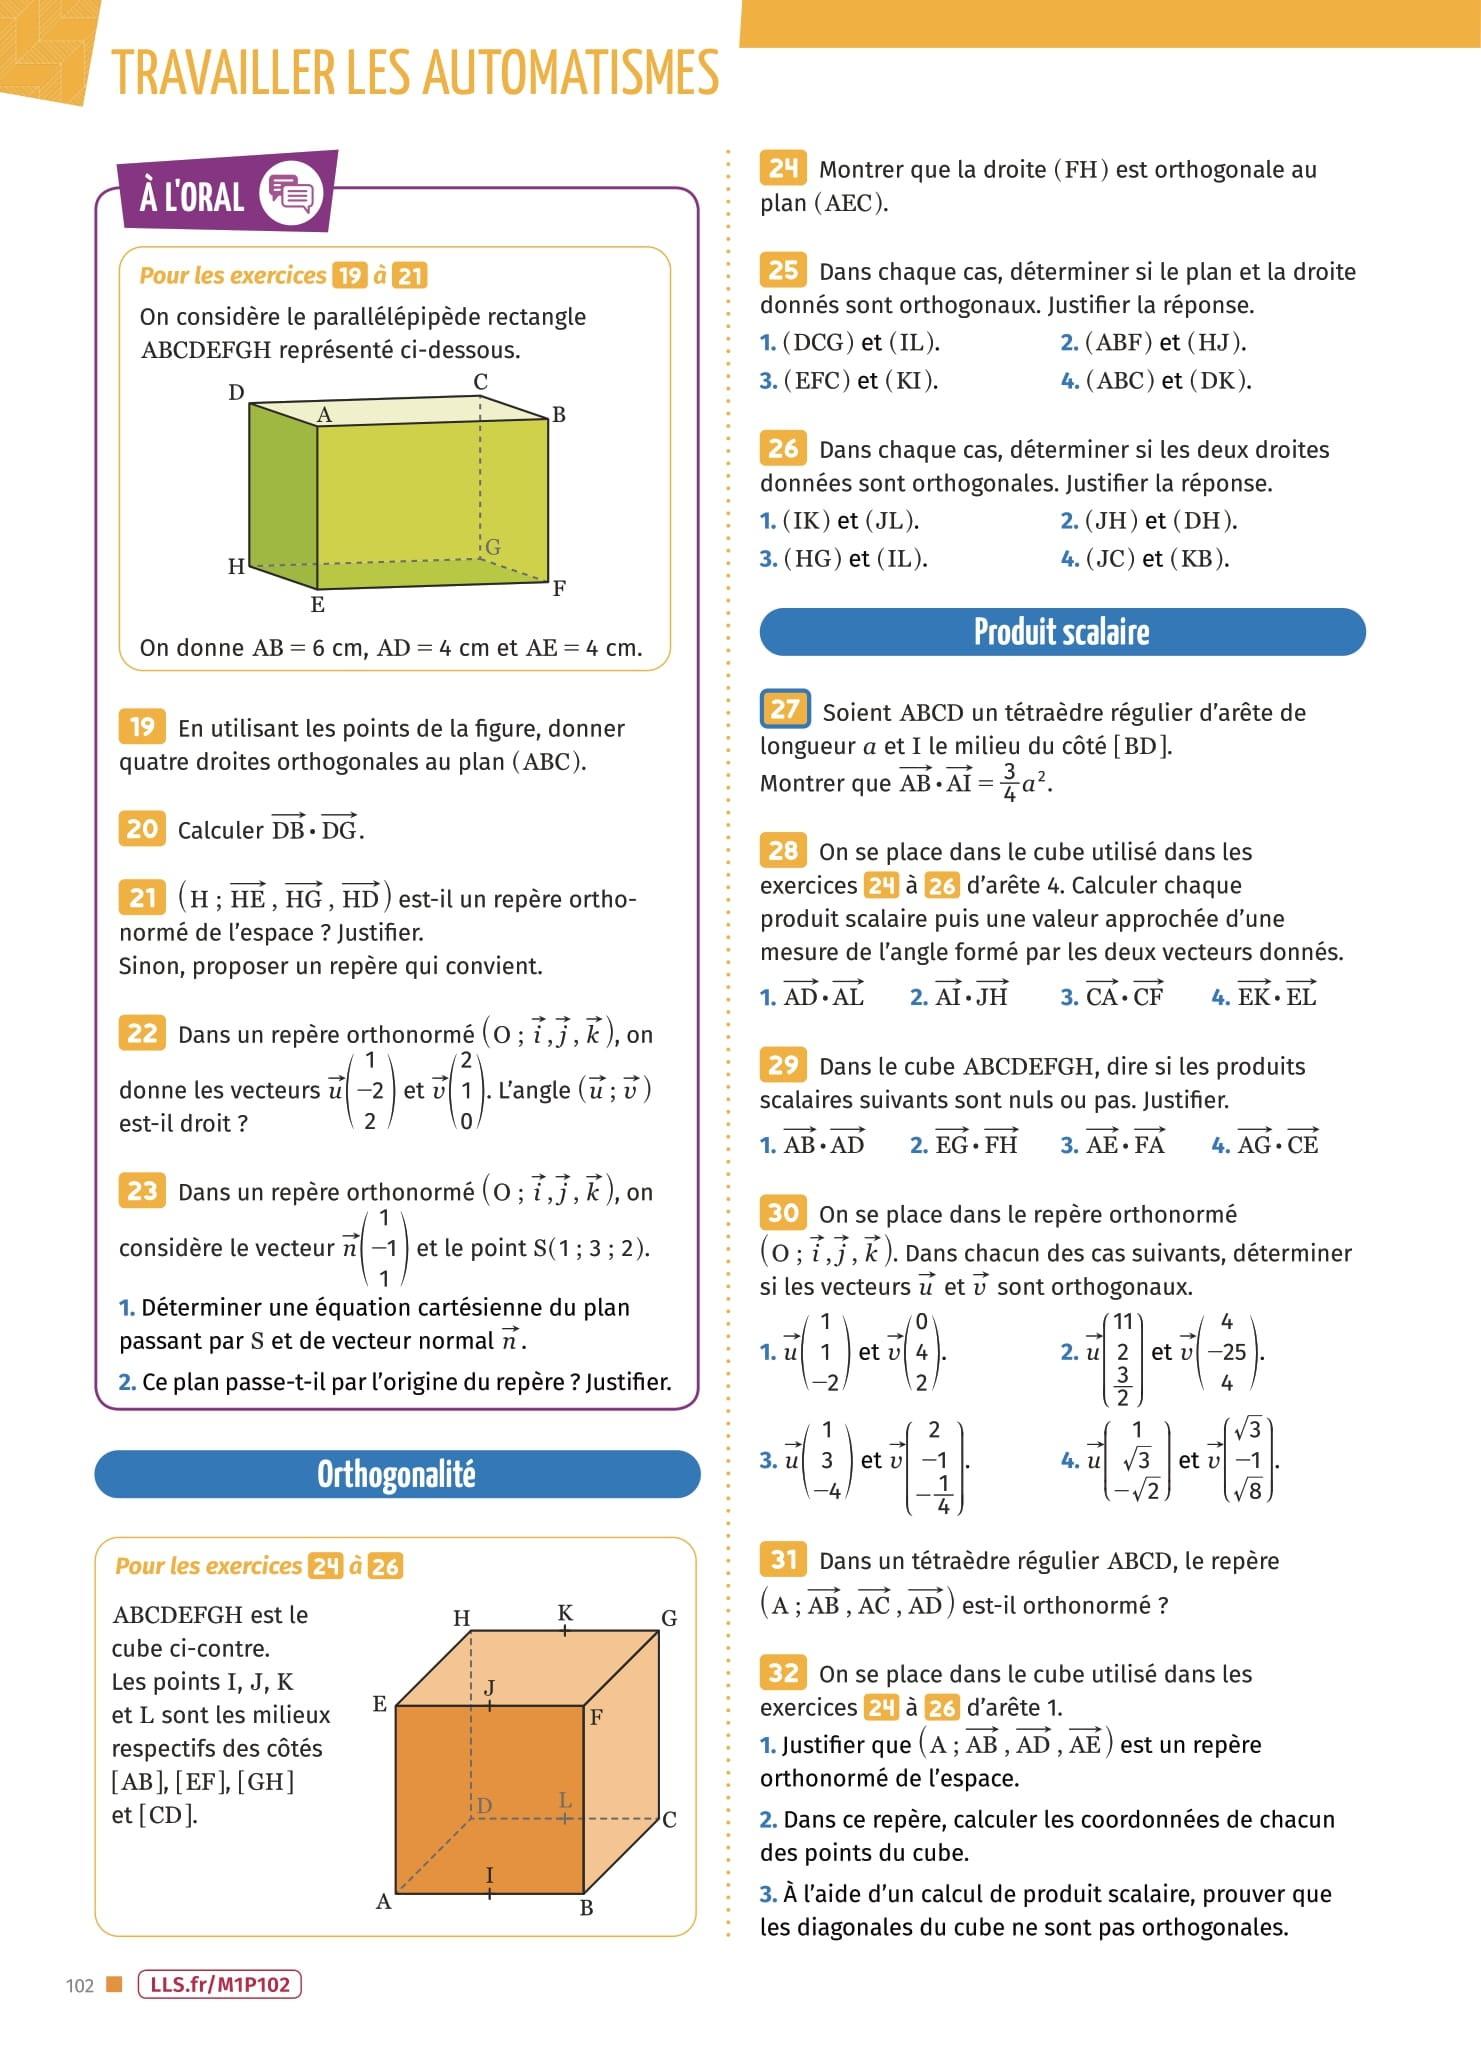 TRAVAILLER LES AUTOMATISMES
À L'ORAL
Pour les exercices 19 à 21
On considère le parallélépipède rectangle
ABCDEFGH représenté ci-dessous.
D
C
A
B
G
H
F
E
On donne AB = 6 cm, AD = 4 cm et AE = 4 cm.
19 En utilisant les points de la figure, donner
quatre droites orthogonales au plan (ABC).
20 Calculer $\overrightarrow{DB} \cdot \overrightarrow{DG}$.
21 $(H ; \overrightarrow{HE}, \overrightarrow{HG}, \overrightarrow{HD})$ est-il un repère ortho-
normé de l'espace ? Justifier.
Sinon, proposer un repère qui convient.
22 Dans un repère orthonormé $(O ; \vec{i}, \vec{j}, \vec{k})$, on
donne les vecteurs $\vec{u}\begin{pmatrix}1\\-2\\2\end{pmatrix}$ et $\vec{v}\begin{pmatrix}2\\1\\0\end{pmatrix}$. L'angle $(\vec{u} ; \vec{v})$
est-il droit ?
23 Dans un repère orthonormé $(O ; \vec{i}, \vec{j}, \vec{k})$, on
considère le vecteur $\vec{n}\begin{pmatrix}1\\-1\\1\end{pmatrix}$ et le point S(1 ; 3 ; 2).
1. Déterminer une équation cartésienne du plan
passant par S et de vecteur normal $\vec{n}$.
2. Ce plan passe-t-il par l'origine du repère ? Justifier.
Orthogonalité
Pour les exercices 24 à 26
ABCDEFGH est le
cube ci-contre.
Les points I, J, K
et L sont les milieux
respectifs des côtés
[AB], [EF], [GH]
et [CD].
H
K
G
E
J
F
D
L
C
I
A
B
24 Montrer que la droite (FH) est orthogonale au
plan (AEC).
25 Dans chaque cas, déterminer si le plan et la droite
donnés sont orthogonaux. Justifier la réponse.
1. (DCG) et (IL). 2. (ABF) et (HJ).
3. (EFC) et (KI). 4. (ABC) et (DK).
26 Dans chaque cas, déterminer si les deux droites
données sont orthogonales. Justifier la réponse.
1. (IK) et (JL). 2. (JH) et (DH).
3. (HG) et (IL). 4. (JC) et (KB).
Produit scalaire
27 Soient ABCD un tétraèdre régulier d'arête de
longueur a et I le milieu du côté [BD].
Montrer que $\overrightarrow{AB} \cdot \overrightarrow{AI} = \frac{3}{4}a^2$.
28 On se place dans le cube utilisé dans les
exercices 24 à 26 d'arête 4. Calculer chaque
produit scalaire puis une valeur approchée d'une
mesure de l'angle formé par les deux vecteurs donnés.
1. $\overrightarrow{AD} \cdot \overrightarrow{AL}$ 2. $\overrightarrow{AI} \cdot \overrightarrow{JH}$ 3. $\overrightarrow{CA} \cdot \overrightarrow{CF}$ 4. $\overrightarrow{EK} \cdot \overrightarrow{EL}$
29 Dans le cube ABCDEFGH, dire si les produits
scalaires suivants sont nuls ou pas. Justifier.
1. $\overrightarrow{AB} \cdot \overrightarrow{AD}$ 2. $\overrightarrow{EG} \cdot \overrightarrow{FH}$ 3. $\overrightarrow{AE} \cdot \overrightarrow{FA}$ 4. $\overrightarrow{AG} \cdot \overrightarrow{CE}$
30 On se place dans le repère orthonormé
$(O ; \vec{i}, \vec{j}, \vec{k})$. Dans chacun des cas suivants, déterminer
si les vecteurs $\vec{u}$ et $\vec{v}$ sont orthogonaux.
1. $\vec{u}\begin{pmatrix}1\\1\\-2\end{pmatrix}$ et $\vec{v}\begin{pmatrix}0\\4\\2\end{pmatrix}$. 2. $\vec{u}\begin{pmatrix}11\\2\\\frac{3}{2}\end{pmatrix}$ et $\vec{v}\begin{pmatrix}4\\-25\\4\end{pmatrix}$.
3. $\vec{u}\begin{pmatrix}1\\3\\-4\end{pmatrix}$ et $\vec{v}\begin{pmatrix}2\\-1\\-\frac{1}{4}\end{pmatrix}$. 4. $\vec{u}\begin{pmatrix}1\\\sqrt{3}\\-\sqrt{2}\end{pmatrix}$ et $\vec{v}\begin{pmatrix}\sqrt{3}\\-1\\\sqrt{8}\end{pmatrix}$.
31 Dans un tétraèdre régulier ABCD, le repère
$(A ; \overrightarrow{AB}, \overrightarrow{AC}, \overrightarrow{AD})$ est-il orthonormé ?
32 On se place dans le cube utilisé dans les
exercices 24 à 26 d'arête 1.
1. Justifier que $(A ; \overrightarrow{AB}, \overrightarrow{AD}, \overrightarrow{AE})$ est un repère
orthonormé de l'espace.
2. Dans ce repère, calculer les coordonnées de chacun
des points du cube.
3. À l'aide d'un calcul de produit scalaire, prouver que
les diagonales du cube ne sont pas orthogonales.
102
LLS.fr/M1P102